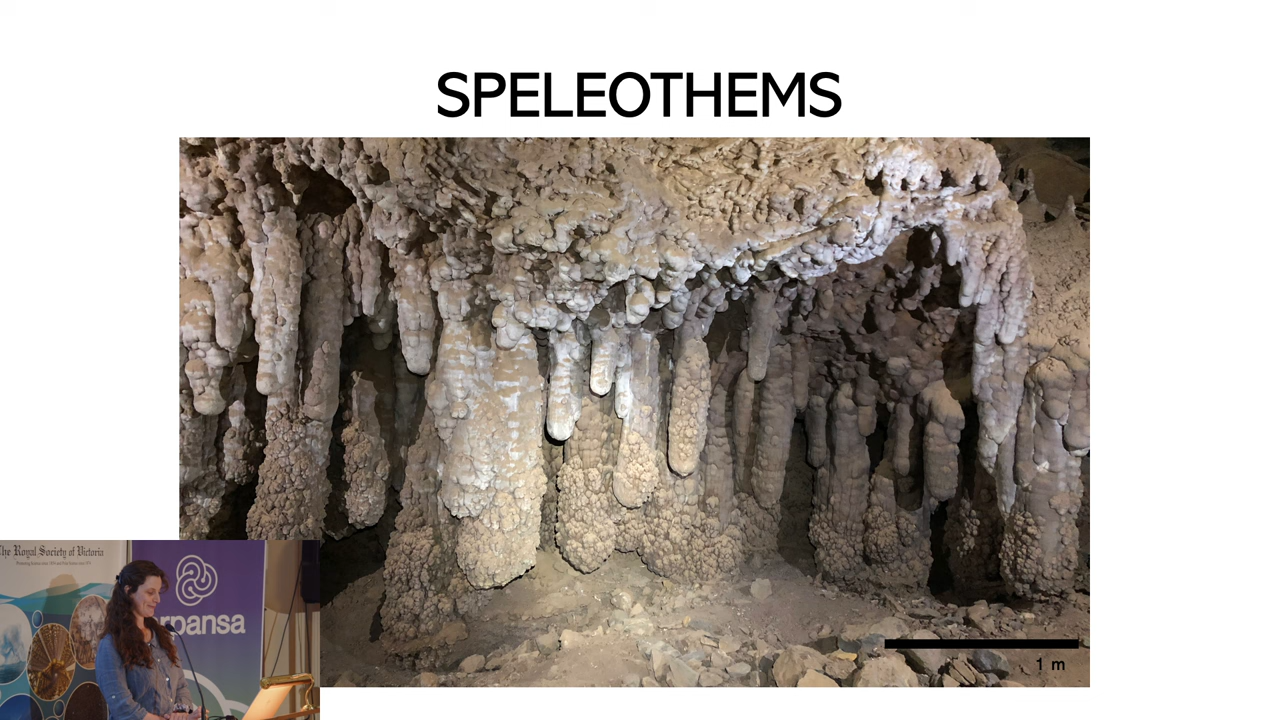 SPELEOTHEMS
1 m
The Royal Society of Victoria
arpansa